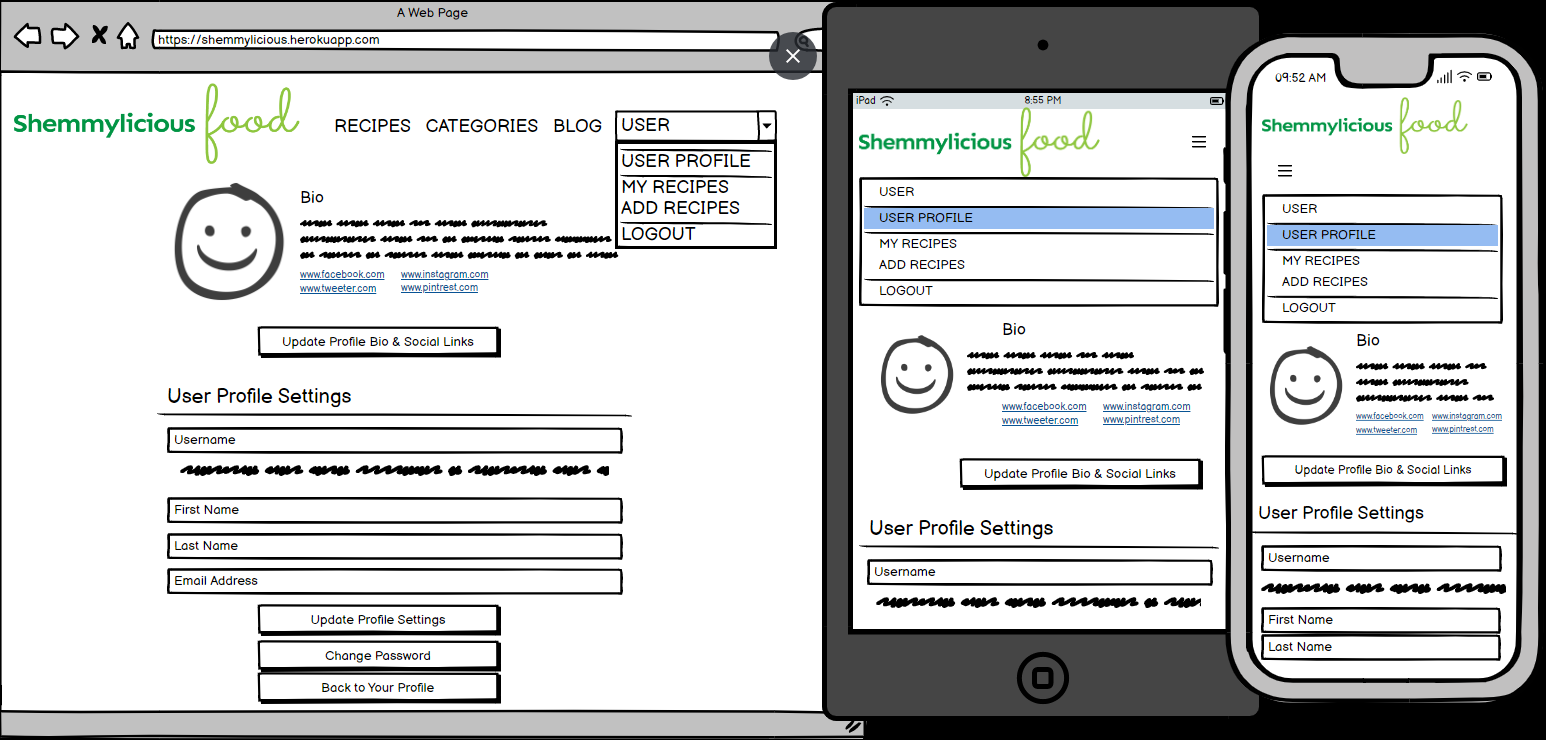 A Web Page
https://shemmylicious.herokuapp.com
Shemmylicious food
RECIPES CATEGORIES BLOG USER
USER PROFILE
MY RECIPES
ADD RECIPES
LOGOUT
Bio
www.facebook.com www.instagram.com
www.tweeter.com www.pintrest.com
Update Profile Bio & Social Links
User Profile Settings
Username
First Name
Last Name
Email Address
Update Profile Settings
Change Password
Back to Your Profile
iPad 8:55 PM
Shemmylicious food
USER
USER PROFILE
MY RECIPES
ADD RECIPES
LOGOUT
Bio
www.facebook.com www.instagram.com
www.tweeter.com www.pintrest.com
Update Profile Bio & Social Links
User Profile Settings
Username
09:52 AM
Shemmylicious food
USER
USER PROFILE
MY RECIPES
ADD RECIPES
LOGOUT
Bio
www.facebook.com www.instagram.com
www.tweeter.com www.pintrest.com
Update Profile Bio & Social Links
User Profile Settings
Username
First Name
Last Name